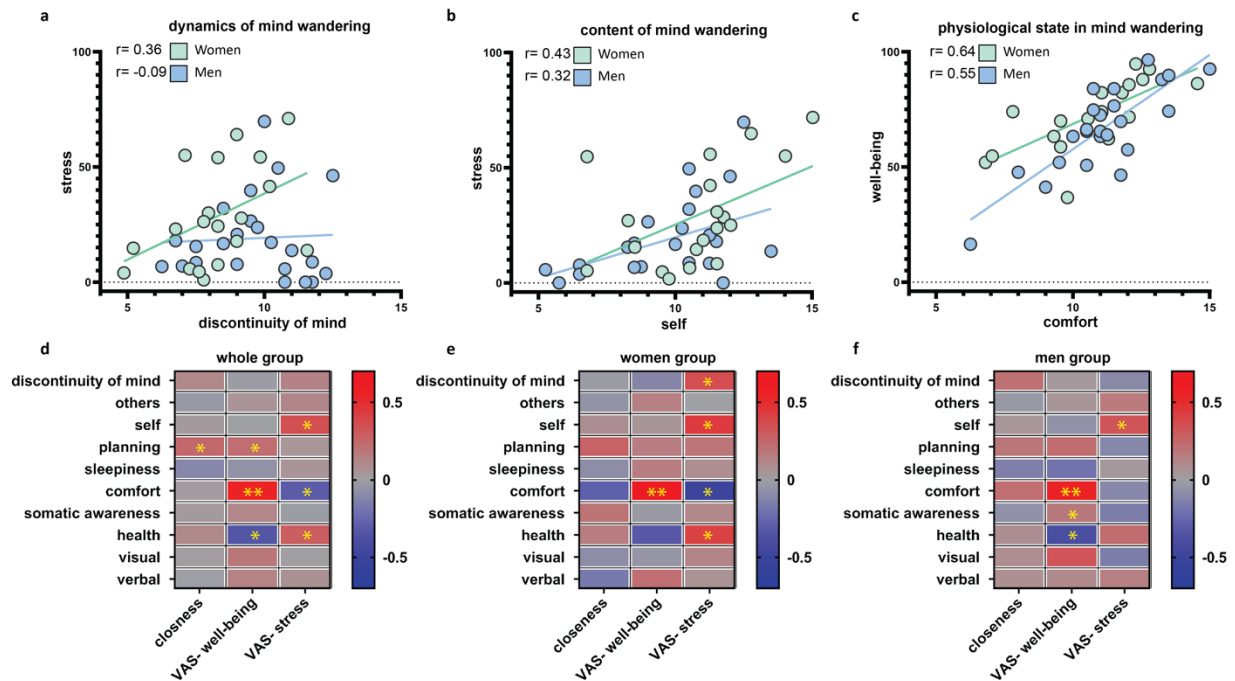 a
dynamics of mind wandering
r= 0.36 Women
r= -0.09 Men
100
50
0
stress
5 10 15
discontinuity of mind
b
content of mind wandering
r= 0.43 Women
r= 0.32 Men
100
50
0
stress
5 10 15
self
c
physiological state in mind wandering
r= 0.64 Women
r= 0.55 Men
100
50
0
well-being
5 10 15
comfort
d
whole group
discontinuity of mind
others
self *
planning * *
sleepiness
comfort ** *
somatic awareness
health * *
visual
verbal
closness
VAS- well-being
VAS- stress
0.5
0
-0.5
e
women group
discontinuity of mind *
others
self *
planning
sleepiness
comfort ** *
somatic awareness
health *
visual
verbal
closeness
VAS- well-being
VAS- stress
0.5
0
-0.5
f
men group
discontinuity of mind
others
self *
planning
sleepiness
comfort **
somatic awareness *
health *
visual
verbal
closeness
VAS- well-being
VAS- stress
0.5
0
-0.5